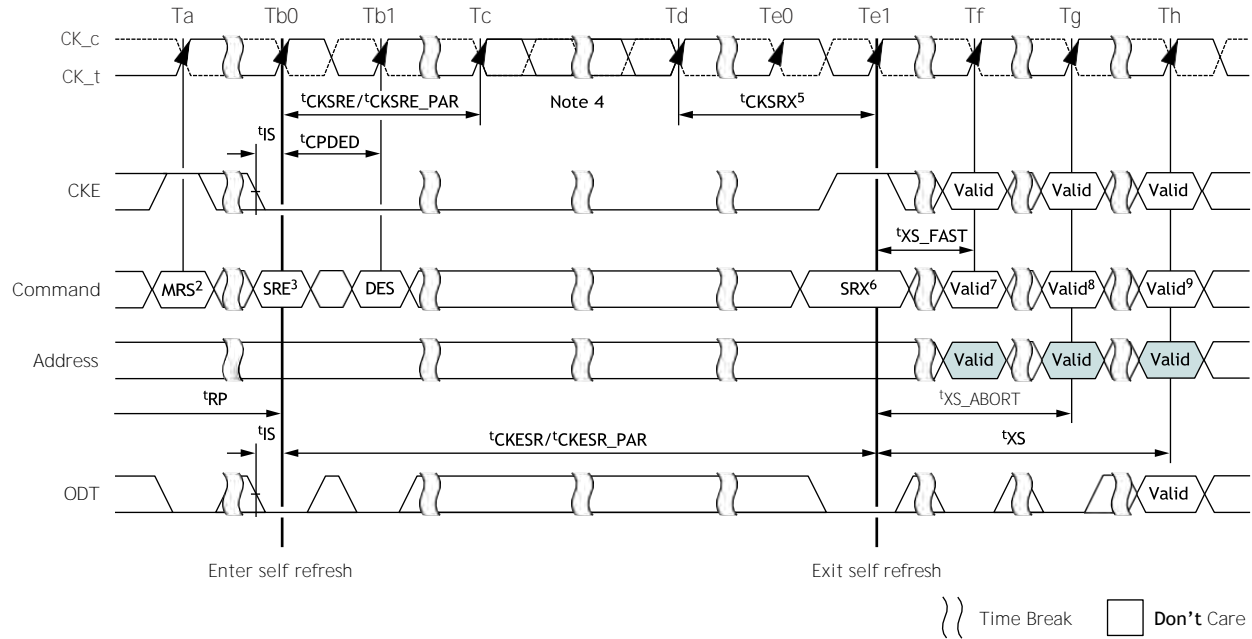 Ta Tb0 Tb1 Tc Td Te0 Te1 Tf Tg Th
CK_c
CK_t
tCKSRE/tCKSRE_PAR Note 4 tCKSRX5
tIS tCPDED
CKE Valid Valid Valid
tXS_FAST
Command MRS2 SRE3 DES SRX6 Valid7 Valid8 Valid9
Address Valid Valid Valid
tRP tXS_ABORT
tIS tCKESR/tCKESR_PAR tXS
ODT Valid
Enter self refresh Exit self refresh
Time Break Don't Care